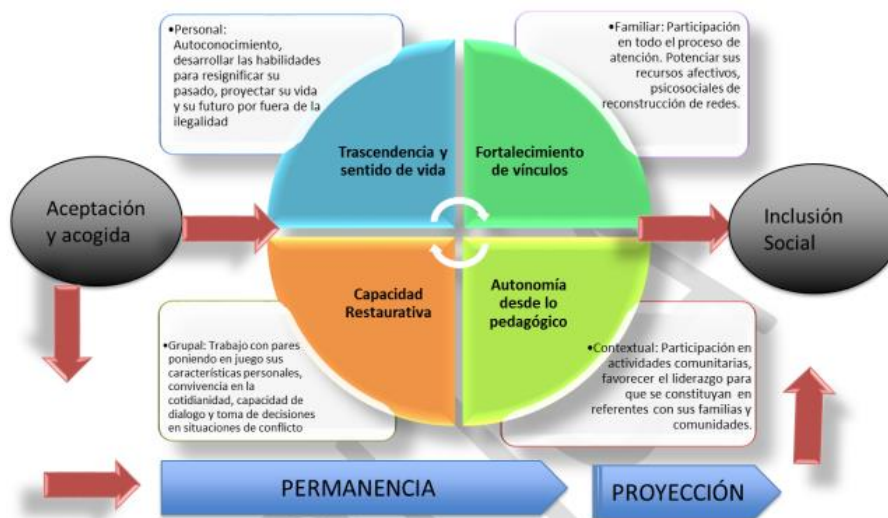 •Personal:
Autoconocimiento,
desarrollar las habilidades
para resignificar su
pasado, proyectar su vida
y su futuro por fuera de la
ilegalidad
•Familiar: Participación
en todo el proceso de
atención. Potenciar sus
recursos afectivos,
psicosociales de
reconstrucción de redes.
Trascendencia y
sentido de vida
Fortalecimiento
de vínculos
Aceptación
y acogida
Inclusión
Social
Capacidad
Restaurativa
Autonomía
desde lo
pedagógico
•Grupal: Trabajo con pares
poniendo en juego sus
características personales,
convivencia en la
cotidianidad, capacidad de
dialogo y toma de decisiones
en situaciones de conflicto
•Contextual: Participación en
actividades comunitarias,
favorecer el liderazgo para
que se constituyan en
referentes con sus familias y
comunidades.
PERMANENCIA
PROYECCIÓN